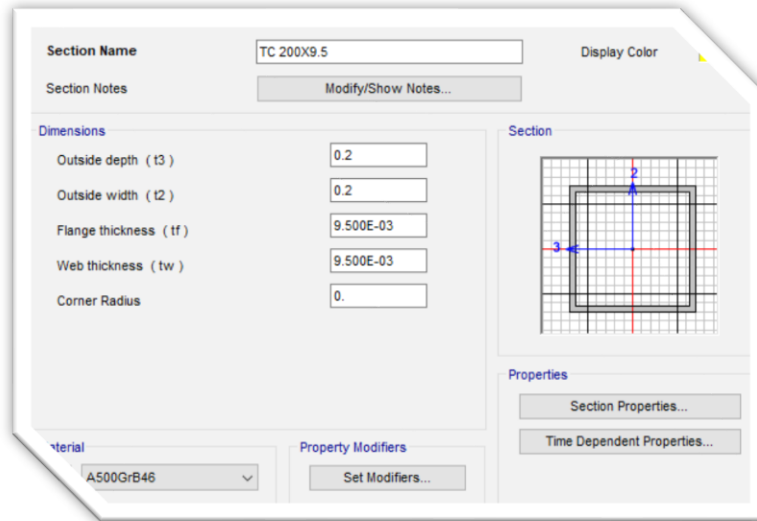 Section Name TC 200X9.5 Display Color
Section Notes Modify/Show Notes...
Dimensions
Outside depth ( t3 ) 0.2
Outside width ( t2 ) 0.2
Flange thickness ( tf ) 9.500E-03
Web thickness ( tw ) 9.500E-03
Corner Radius 0.
Section
2
3
Properties
Section Properties...
Time Dependent Properties...
aterial
A500GrB46
Property Modifiers
Set Modifiers...